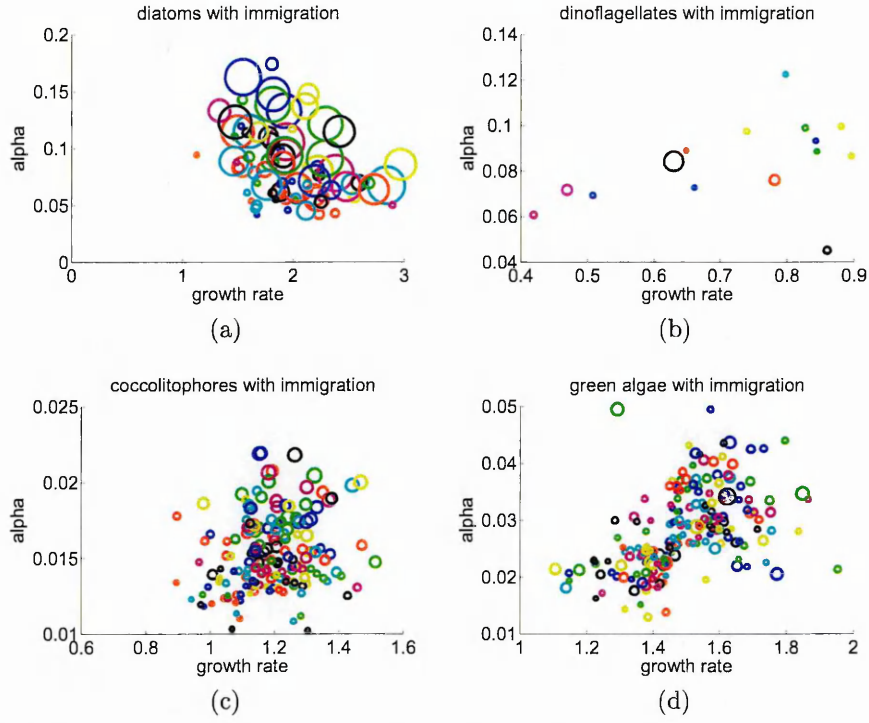 diatoms with immigration
0.2
0.15
0.1
0.05
0
alpha
0
1
2
3
growth rate
(a)
dinoflagellates with immigration
0.14
0.12
0.1
0.08
0.06
0.04
alpha
0.4
0.5
0.6
0.7
0.8
0.9
growth rate
(b)
coccolitophores with immigration
0.025
0.02
0.015
0.01
alpha
0.6
0.8
1
1.2
1.4
1.6
growth rate
(c)
green algae with immigration
0.05
0.04
0.03
0.02
0.01
alpha
1
1.2
1.4
1.6
1.8
2
growth rate
(d)